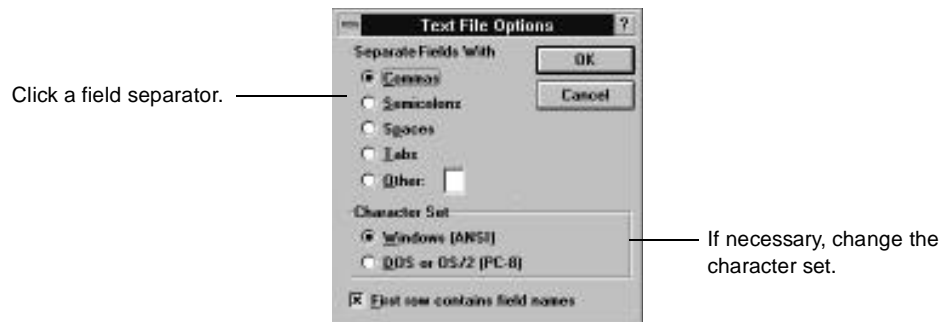 Text File Options
?
Separate Fields With
OK
Click a field separator.
Commas
Cancel
Semicolons
Spaces
Tabs
Other:
Character Set
Windows (ANSI)
If necessary, change the
character set.
DOS or OS/2 (PC-8)
First row contains field names